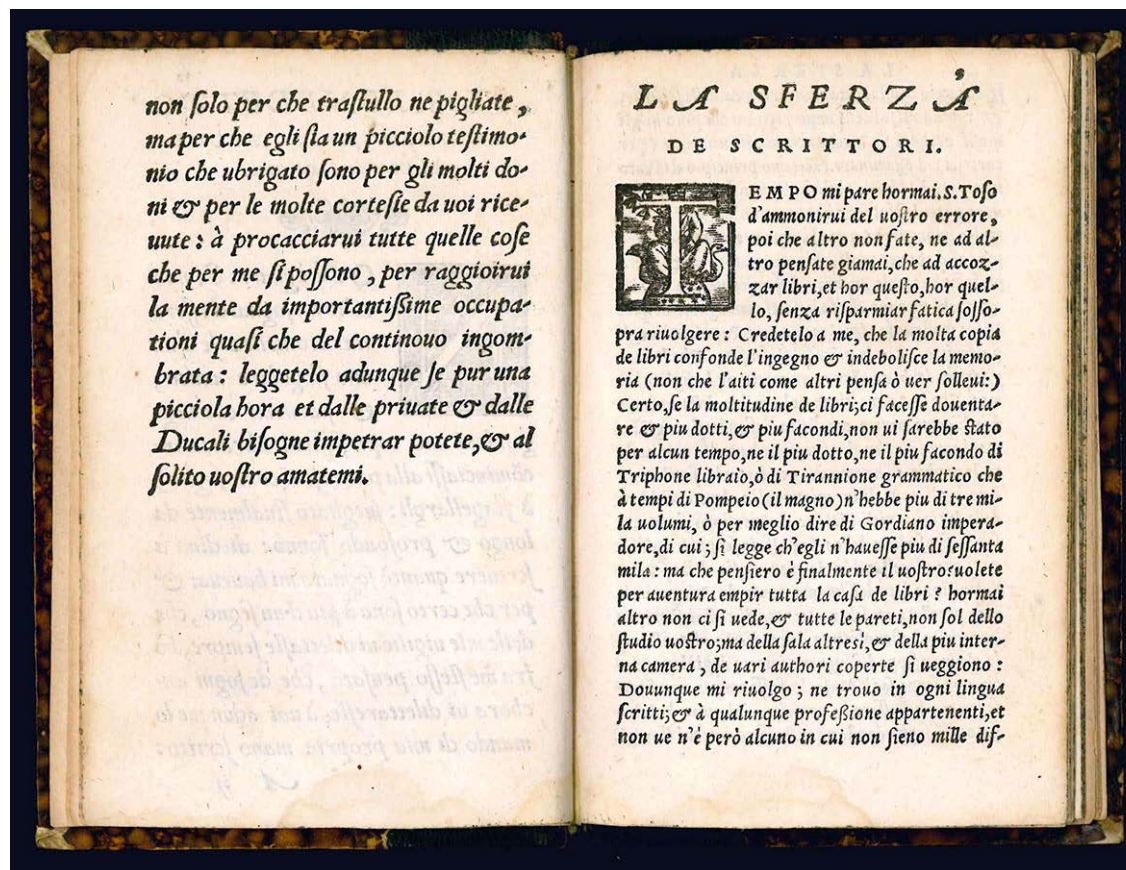 non ſolo per che traſtullo ne pigliate,
ma per che egli ſia un picciolo teſtimo-
nio che ubrigato ſono per gli molti do-
ni & per le molte corteſie da uoi rice-
uute : à procacciarui tutte quelle coſe
che per me ſi poſſono , per raggioirui
la mente da importantiſſime occupa-
tioni quaſi che del continouo ingom-
brata : leggetelo adunque ſe pur una
picciola hora et dalle priuate & dalle
Ducali biſogne impetrar potete,& al
ſolito uoſtro amatemi.
LA SFERZA
DE SCRITTORI.
TEMPO mi pare hormai.S.Toſo
d'ammonirui del uoſtro errore,
poi che altro non fate, ne ad al-
tro penſate giamai,che ad accoz-
zar libri,et hor queſto,hor quel-
lo, ſenza riſparmiar fatica ſoſſo-
pra riuolgere : Credetelo a me, che la molta copia
de libri confonde l'ingegno & indeboliſce la memo-
ria (non che l'aiti come altri penſa ò uer ſolleui:)
Certo,ſe la moltitudine de libri;ci faceſſe douenta-
re & piu dotti,& piu facondi,non ui ſarebbe ſtato
per alcun tempo,ne il piu dotto,ne il piu facondo di
Triphone libraio,ò di Tirannione grammatico che
à tempi di Pompeio (il magno) n'hebbe piu di tre mi-
la uolumi, ò per meglio dire di Gordiano impera-
dore,di cui ; ſi legge ch'egli n'haueſſe piu di ſeſſanta
mila : ma che penſiero è finalmente il uoſtro?uolete
per auentura empir tutta la caſa de libri ? hormai
altro non ci ſi uede,& tutte le pareti,non ſol dello
ſtudio uoſtro;ma della ſala altresi,& della piu inter-
na camera , de uari authori coperte ſi ueggiono :
Douunque mi riuolgo ; ne trouo in ogni lingua
ſcritti;& à qualunque profeßione appartenenti,et
non ue n'è però alcuno in cui non ſieno mille dif-